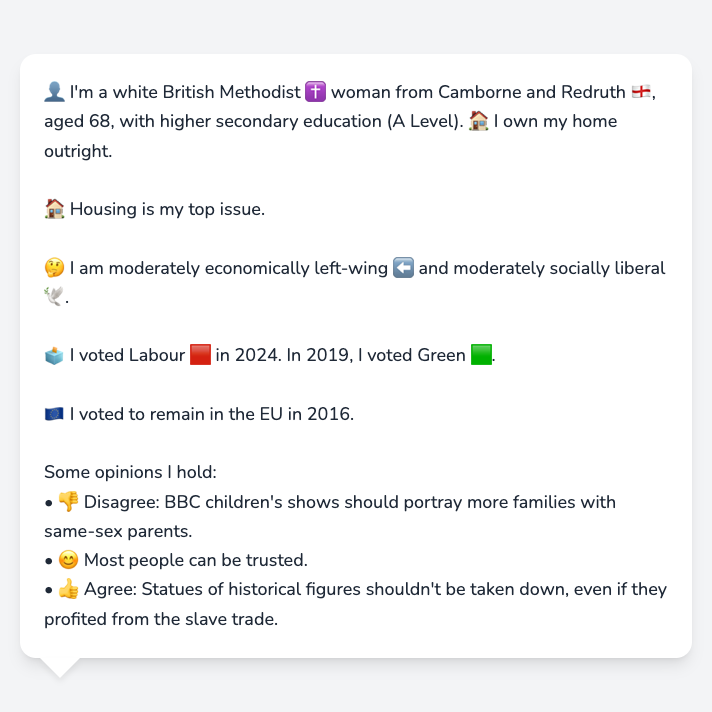 👤 I'm a white British Methodist ✝️ woman from Camborne and Redruth 🏴󠁧󠁢󠁥󠁮󠁧󠁿,
aged 68, with higher secondary education (A Level). 🏠 I own my home
outright.
🏠 Housing is my top issue.
🤔 I am moderately economically left-wing ⬅️ and moderately socially liberal
🕊️.
🗳️ I voted Labour 🟥 in 2024. In 2019, I voted Green 🟩.
🇪🇺 I voted to remain in the EU in 2016.
Some opinions I hold:
• 👎 Disagree: BBC children's shows should portray more families with
same-sex parents.
• 😊 Most people can be trusted.
• 👍 Agree: Statues of historical figures shouldn't be taken down, even if they
profited from the slave trade.